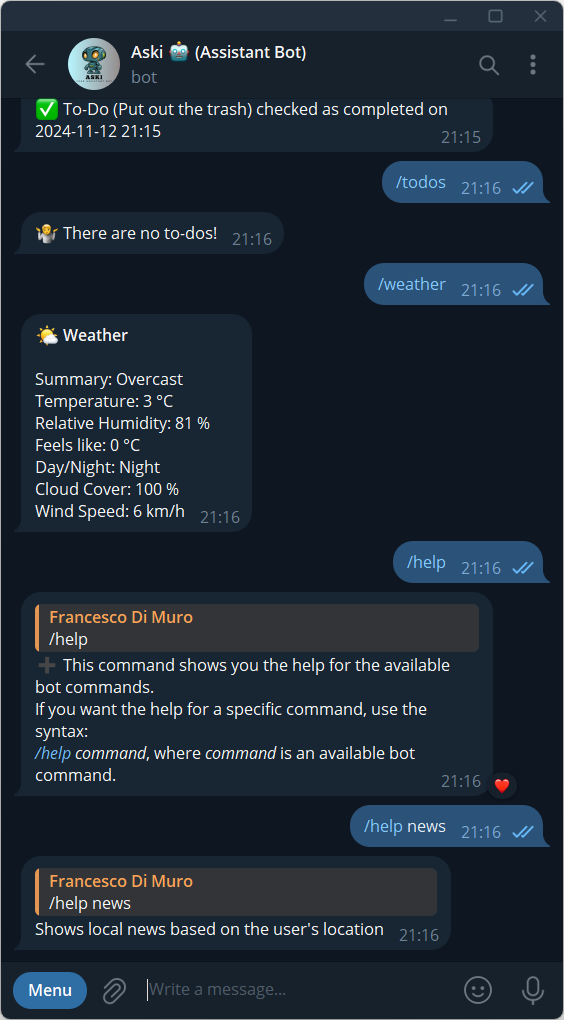 Aski 🤖 (Assistant Bot)
bot
ASKI
✅ To-Do (Put out the trash) checked as completed on
2024-11-12 21:15
21:15
/todos 21:16
🤷 There are no to-dos! 21:16
/weather 21:16
🌤️ Weather
Summary: Overcast
Temperature: 3 °C
Relative Humidity: 81 %
Feels like: 0 °C
Day/Night: Night
Cloud Cover: 100 %
Wind Speed: 6 km/h 21:16
/help 21:16
Francesco Di Muro
/help
➕ This command shows you the help for the available
bot commands.
If you want the help for a specific command, use the
syntax:
/help command, where command is an available bot
command.
21:16 ❤️
/help news 21:16
Francesco Di Muro
/help news
Shows local news based on the user's location 21:16
Menu
Write a message...